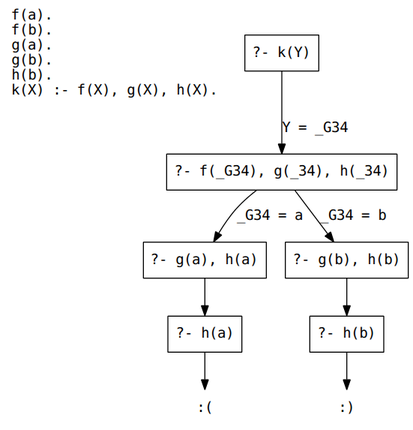 f(a).
f(b).
g(a).
g(b).
h(b).
k(X) :- f(X), g(X), h(X).
?- k(Y)
Y = _G34
?- f(_G34), g(_34), h(_34)
_G34 = a
_G34 = b
?- g(a), h(a)
?- g(b), h(b)
?- h(a)
?- h(b)
:(
:)